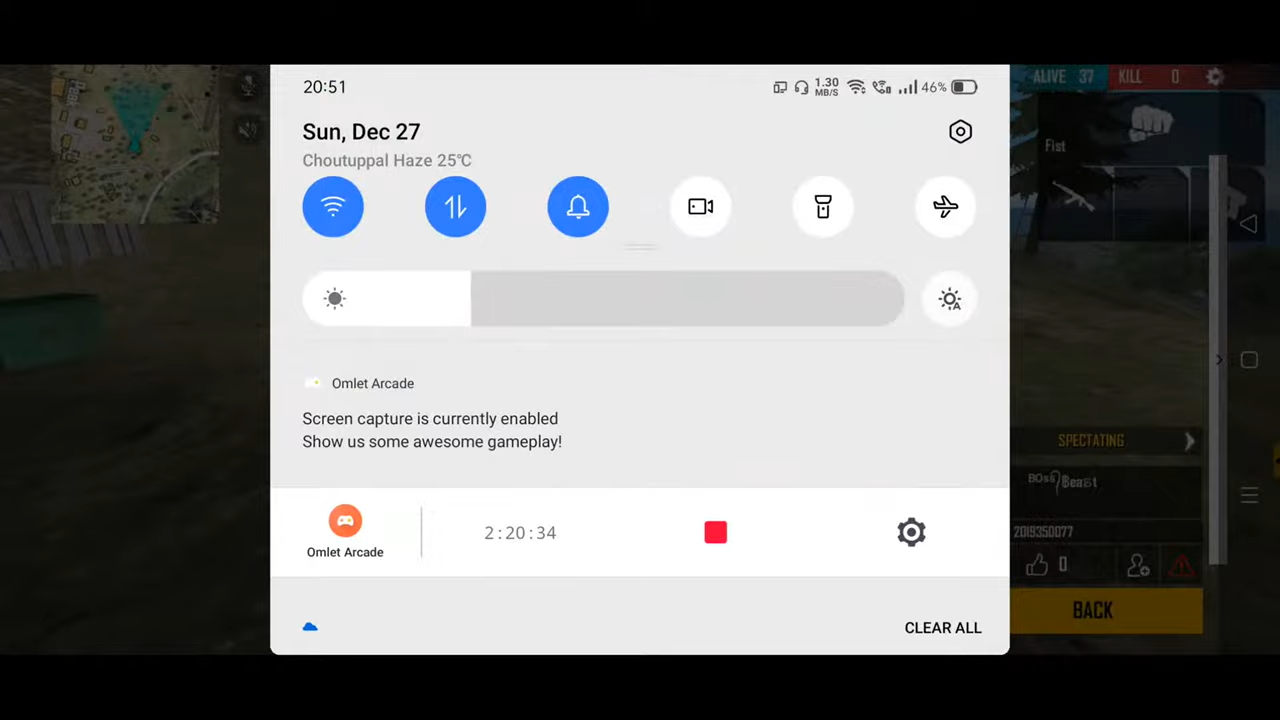 20:51
1.30
MB/S
46%
Sun, Dec 27
Choutuppal Haze 25℃
Omlet Arcade
Screen capture is currently enabled
Show us some awesome gameplay!
Omlet Arcade
2:20:34
CLEAR ALL
ALIVE 37
KILL 0
Fist
SPECTATING
BOssBeast
2019350077
0
BACK